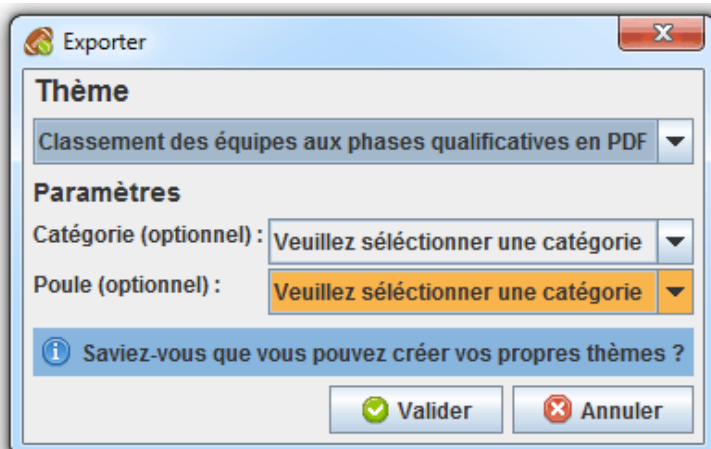 Exporter
Thème
Classement des équipes aux phases qualificatives en PDF
Paramètres
Catégorie (optionnel) : Veuillez séléctionner une catégorie
Poule (optionnel) : Veuillez séléctionner une catégorie
Saviez-vous que vous pouvez créer vos propres thèmes ?
Valider Annuler